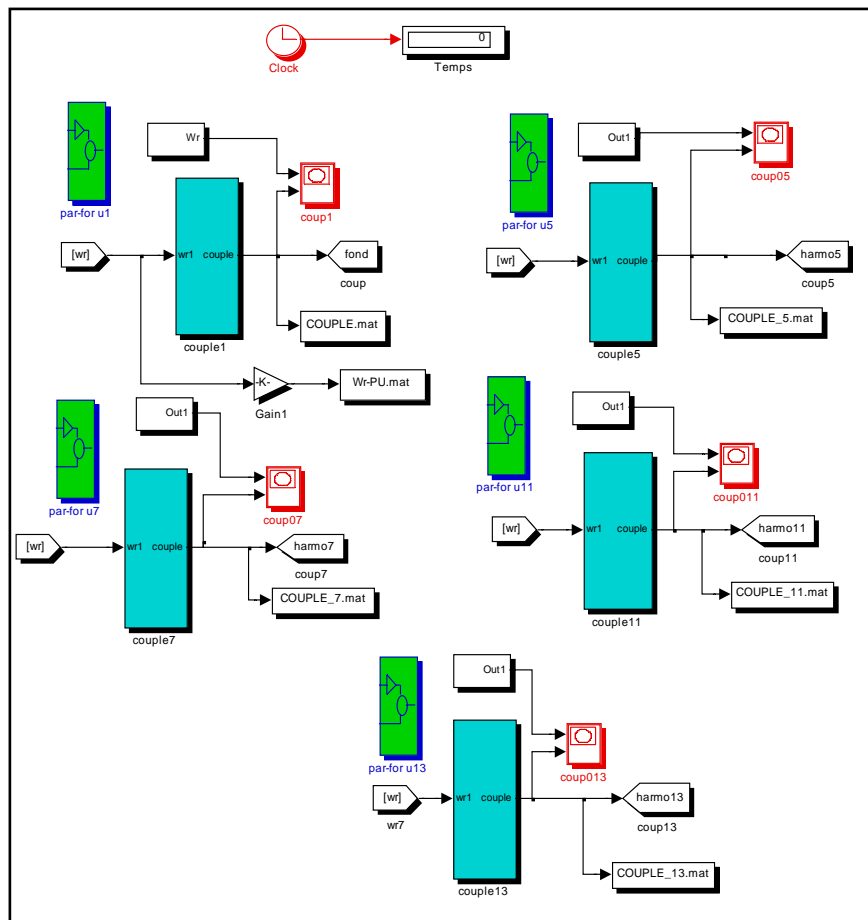 0
Clock
Temps
Wr
coup1
par-for u1
[wr]
wr1 couple
fond
coup
COUPLE.mat
couple1
-K-
Gain1
Wr-PU.mat
Out1
coup05
par-for u5
[wr]
wr1 couple
harmo5
coup5
COUPLE_5.mat
couple5
Out1
coup07
par-for u7
[wr]
wr1 couple
harmo7
coup7
COUPLE_7.mat
couple7
Out1
coup011
par-for u11
[wr]
wr1 couple
harmo11
coup11
COUPLE_11.mat
couple11
Out1
coup013
par-for u13
[wr]
wr7
wr1 couple
harmo13
coup13
COUPLE_13.mat
couple13